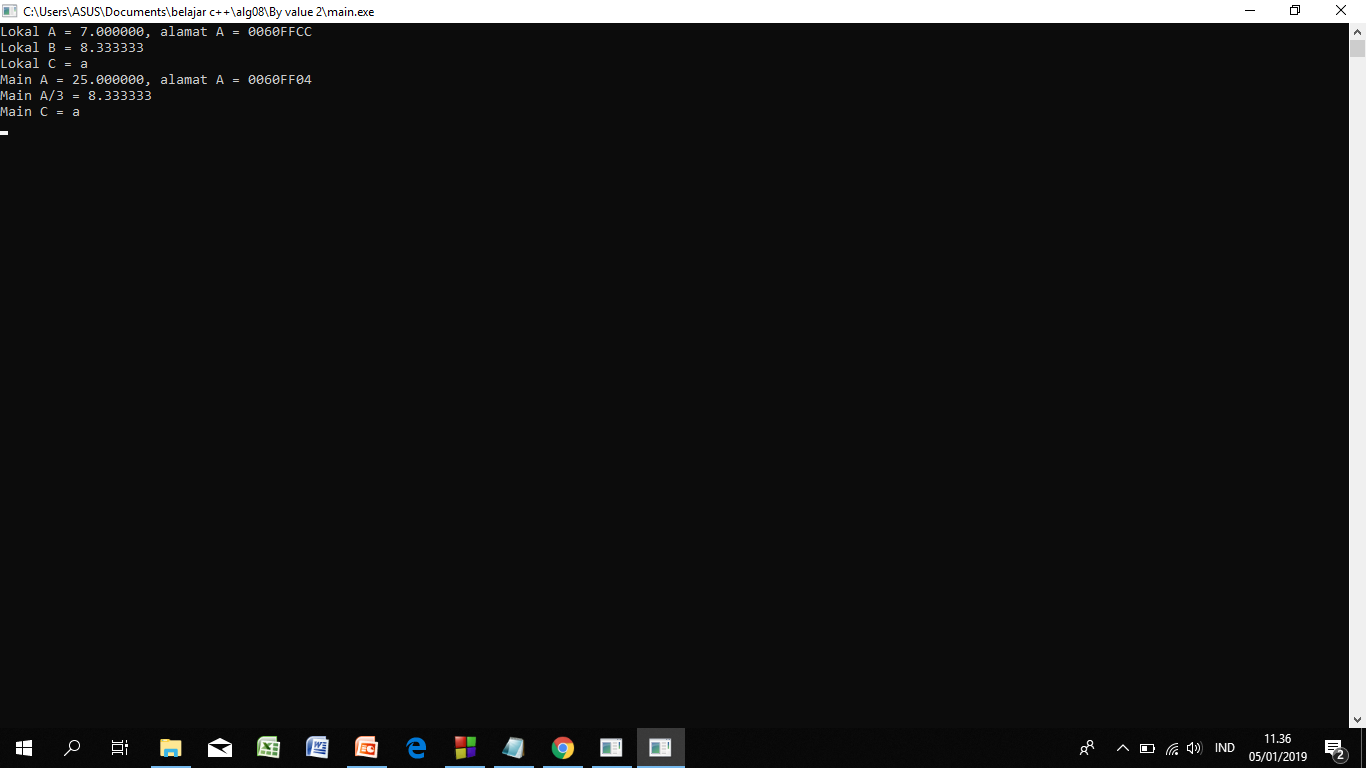 C:\Users\ASUS\Documents\belajar c++\alg08\By value 2\main.exe
Lokal A = 7.000000, alamat A = 0060FFCC
Lokal B = 8.333333
Lokal C = a
Main A = 25.000000, alamat A = 0060FF04
Main A/3 = 8.333333
Main C = a
IND
11.36
05/01/2019
2